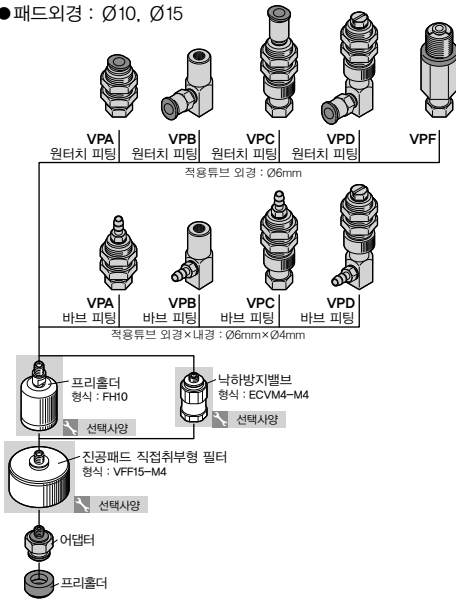 ●패드외경 : Ø10, Ø15
VPA
원터치 피팅
VPB
원터치 피팅
VPC
원터치 피팅
VPD
원터치 피팅
VPF
적용튜브 외경 : Ø6mm
VPA
바브 피팅
VPB
바브 피팅
VPC
바브 피팅
VPD
바브 피팅
적용튜브 외경×내경 : Ø6mm×Ø4mm
프리홀더
형식 : FH10
선택사양
낙하방지밸브
형식 : ECVM4-M4
선택사양
진공패드 직접취부형 필터
형식 : VFF15-M4
선택사양
어댑터
프리홀더